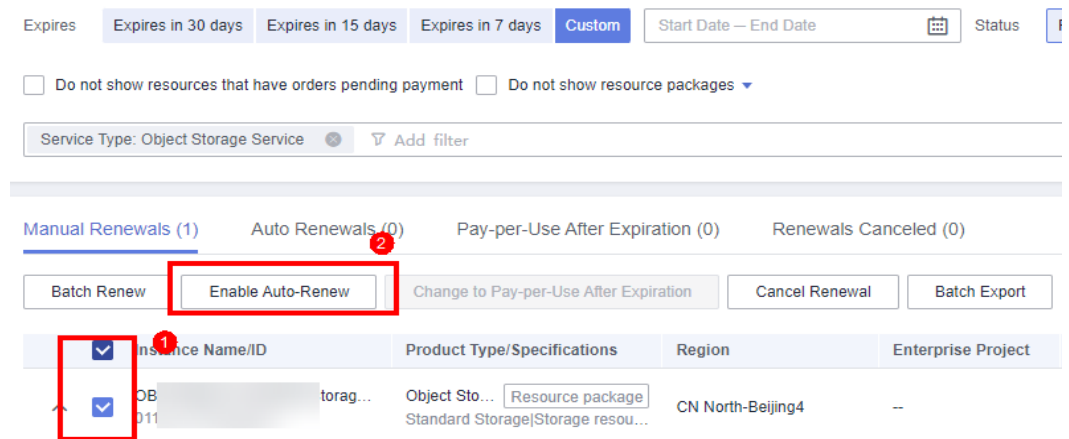 Expires Expires in 30 days Expires in 15 days Expires in 7 days Custom Start Date — End Date Status
Do not show resources that have orders pending payment Do not show resource packages
Service Type: Object Storage Service Add filter
Manual Renewals (1) Auto Renewals (0) Pay-per-Use After Expiration (0) Renewals Canceled (0)
2
Batch Renew Enable Auto-Renew Change to Pay-per-Use After Expiration Cancel Renewal Batch Export
1
Instance Name/ID Product Type/Specifications Region Enterprise Project
OB torag... Object Sto... Resource package CN North-Beijing4 --
011 Standard Storage|Storage resou...